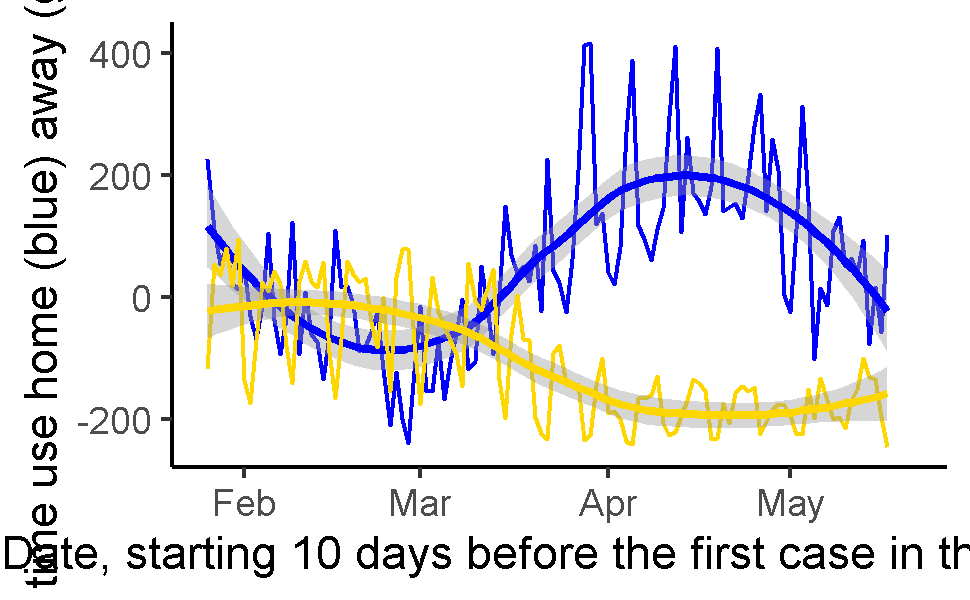 time use home (blue) away (
400
200
0
-200
Feb Mar Apr May
Date, starting 10 days before the first case in th